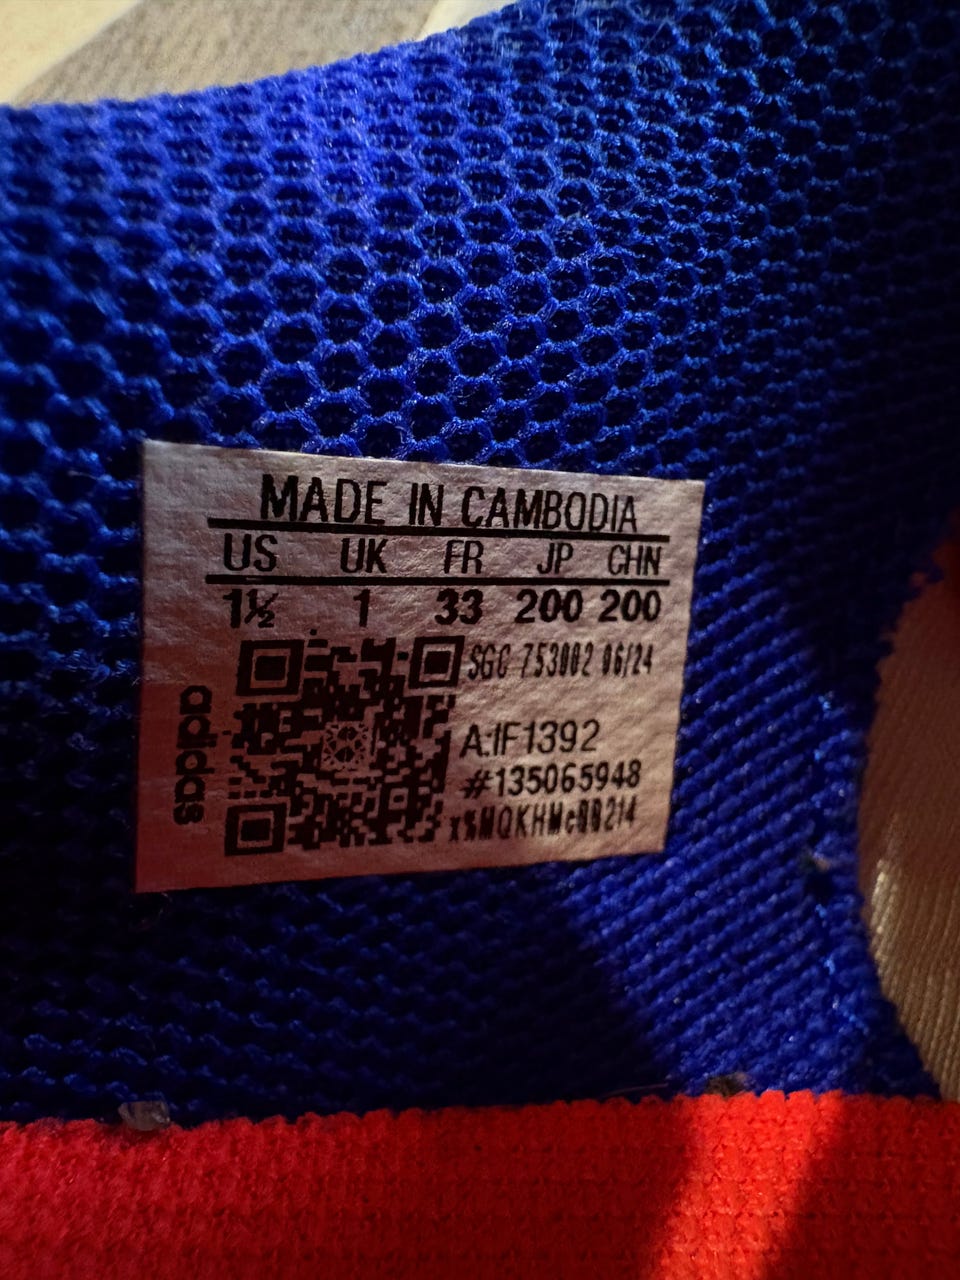 MADE IN CAMBODIA
US UK FR JP CHN
1½ 1 33 200 200
SGC 753002 06/24
adidas
A:IF1392
#135065948